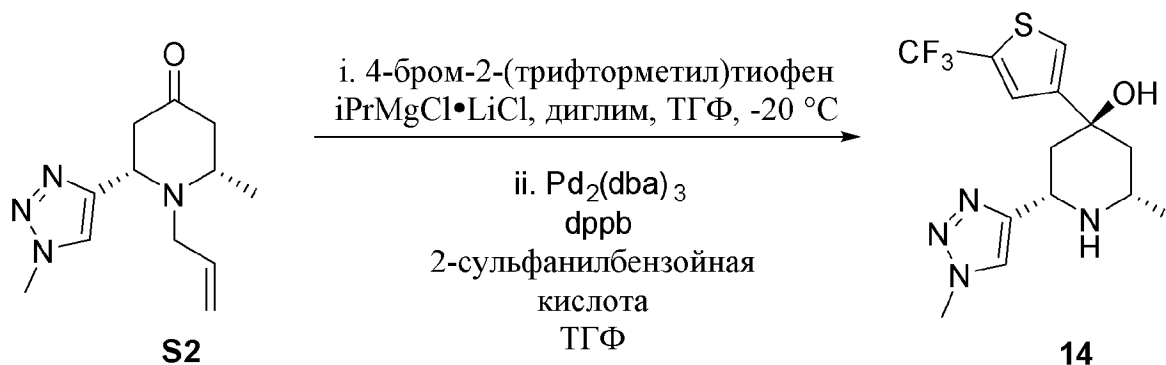 O
N
N
N
N
S2
i. 4-бром-2-(трифторметил)тиофен
iPrMgCl•LiCl, диглим, ТГФ, -20 °C
ii. Pd2(dba)3
dppb
2-сульфанилбензойная
кислота
ТГФ
S
CF3
OH
N
N
N
N
H
14